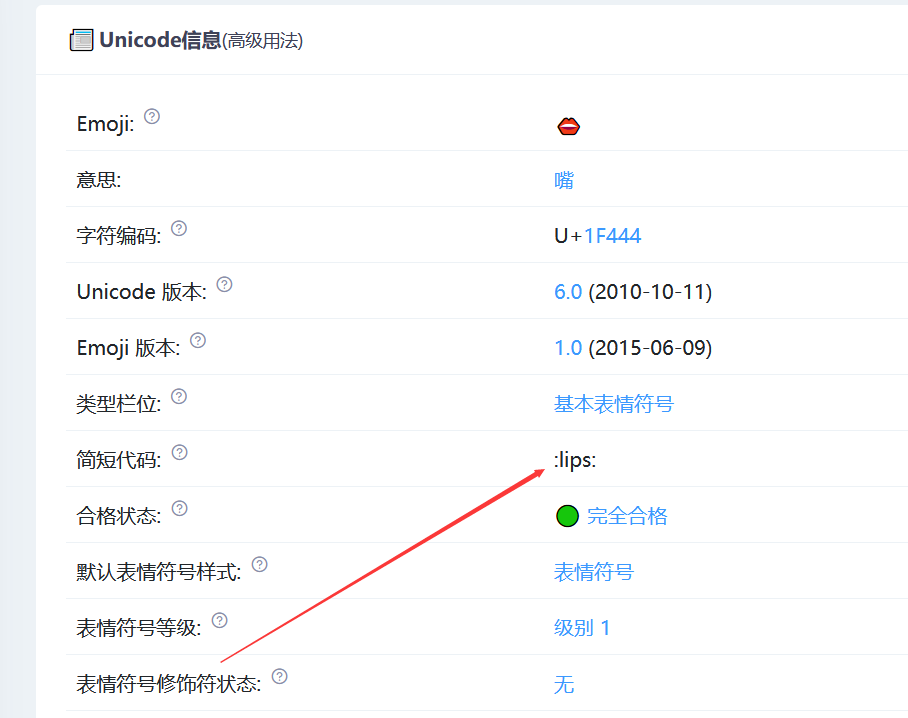 Unicode信息(高级用法)
Emoji: ?
意思: 嘴
字符编码: ? U+1F444
Unicode 版本: ? 6.0 (2010-10-11)
Emoji 版本: ? 1.0 (2015-06-09)
类型栏位: ? 基本表情符号
简短代码: ? :lips:
合格状态: ? 完全合格
默认表情符号样式: ? 表情符号
表情符号等级: ? 级别 1
表情符号修饰符状态: ? 无